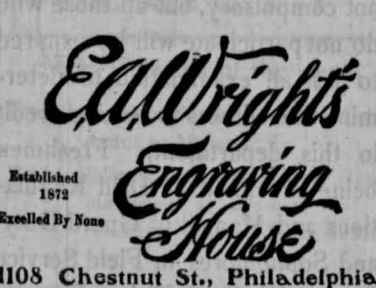 E.A. Wright's
Engraving
House
Established
1872
Excelled By None
1108 Chestnut St., Philadelphia